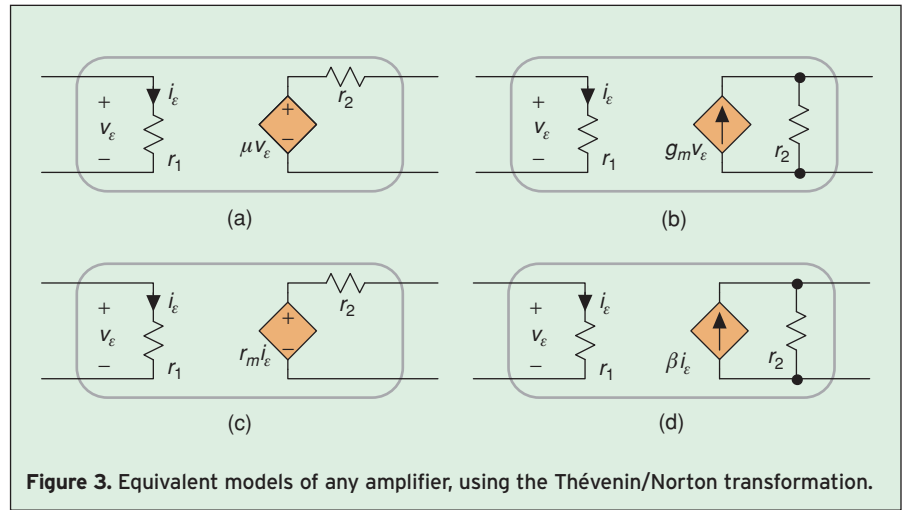 + iε r2 + iε
vε + − vε
− r1 μvε − r1 gmvε r2
(a) (b)
+ iε r2 + iε
vε + − vε
− r1 rmiε − r1 βiε r2
(c) (d)
Figure 3. Equivalent models of any amplifier, using the Thévenin/Norton transformation.